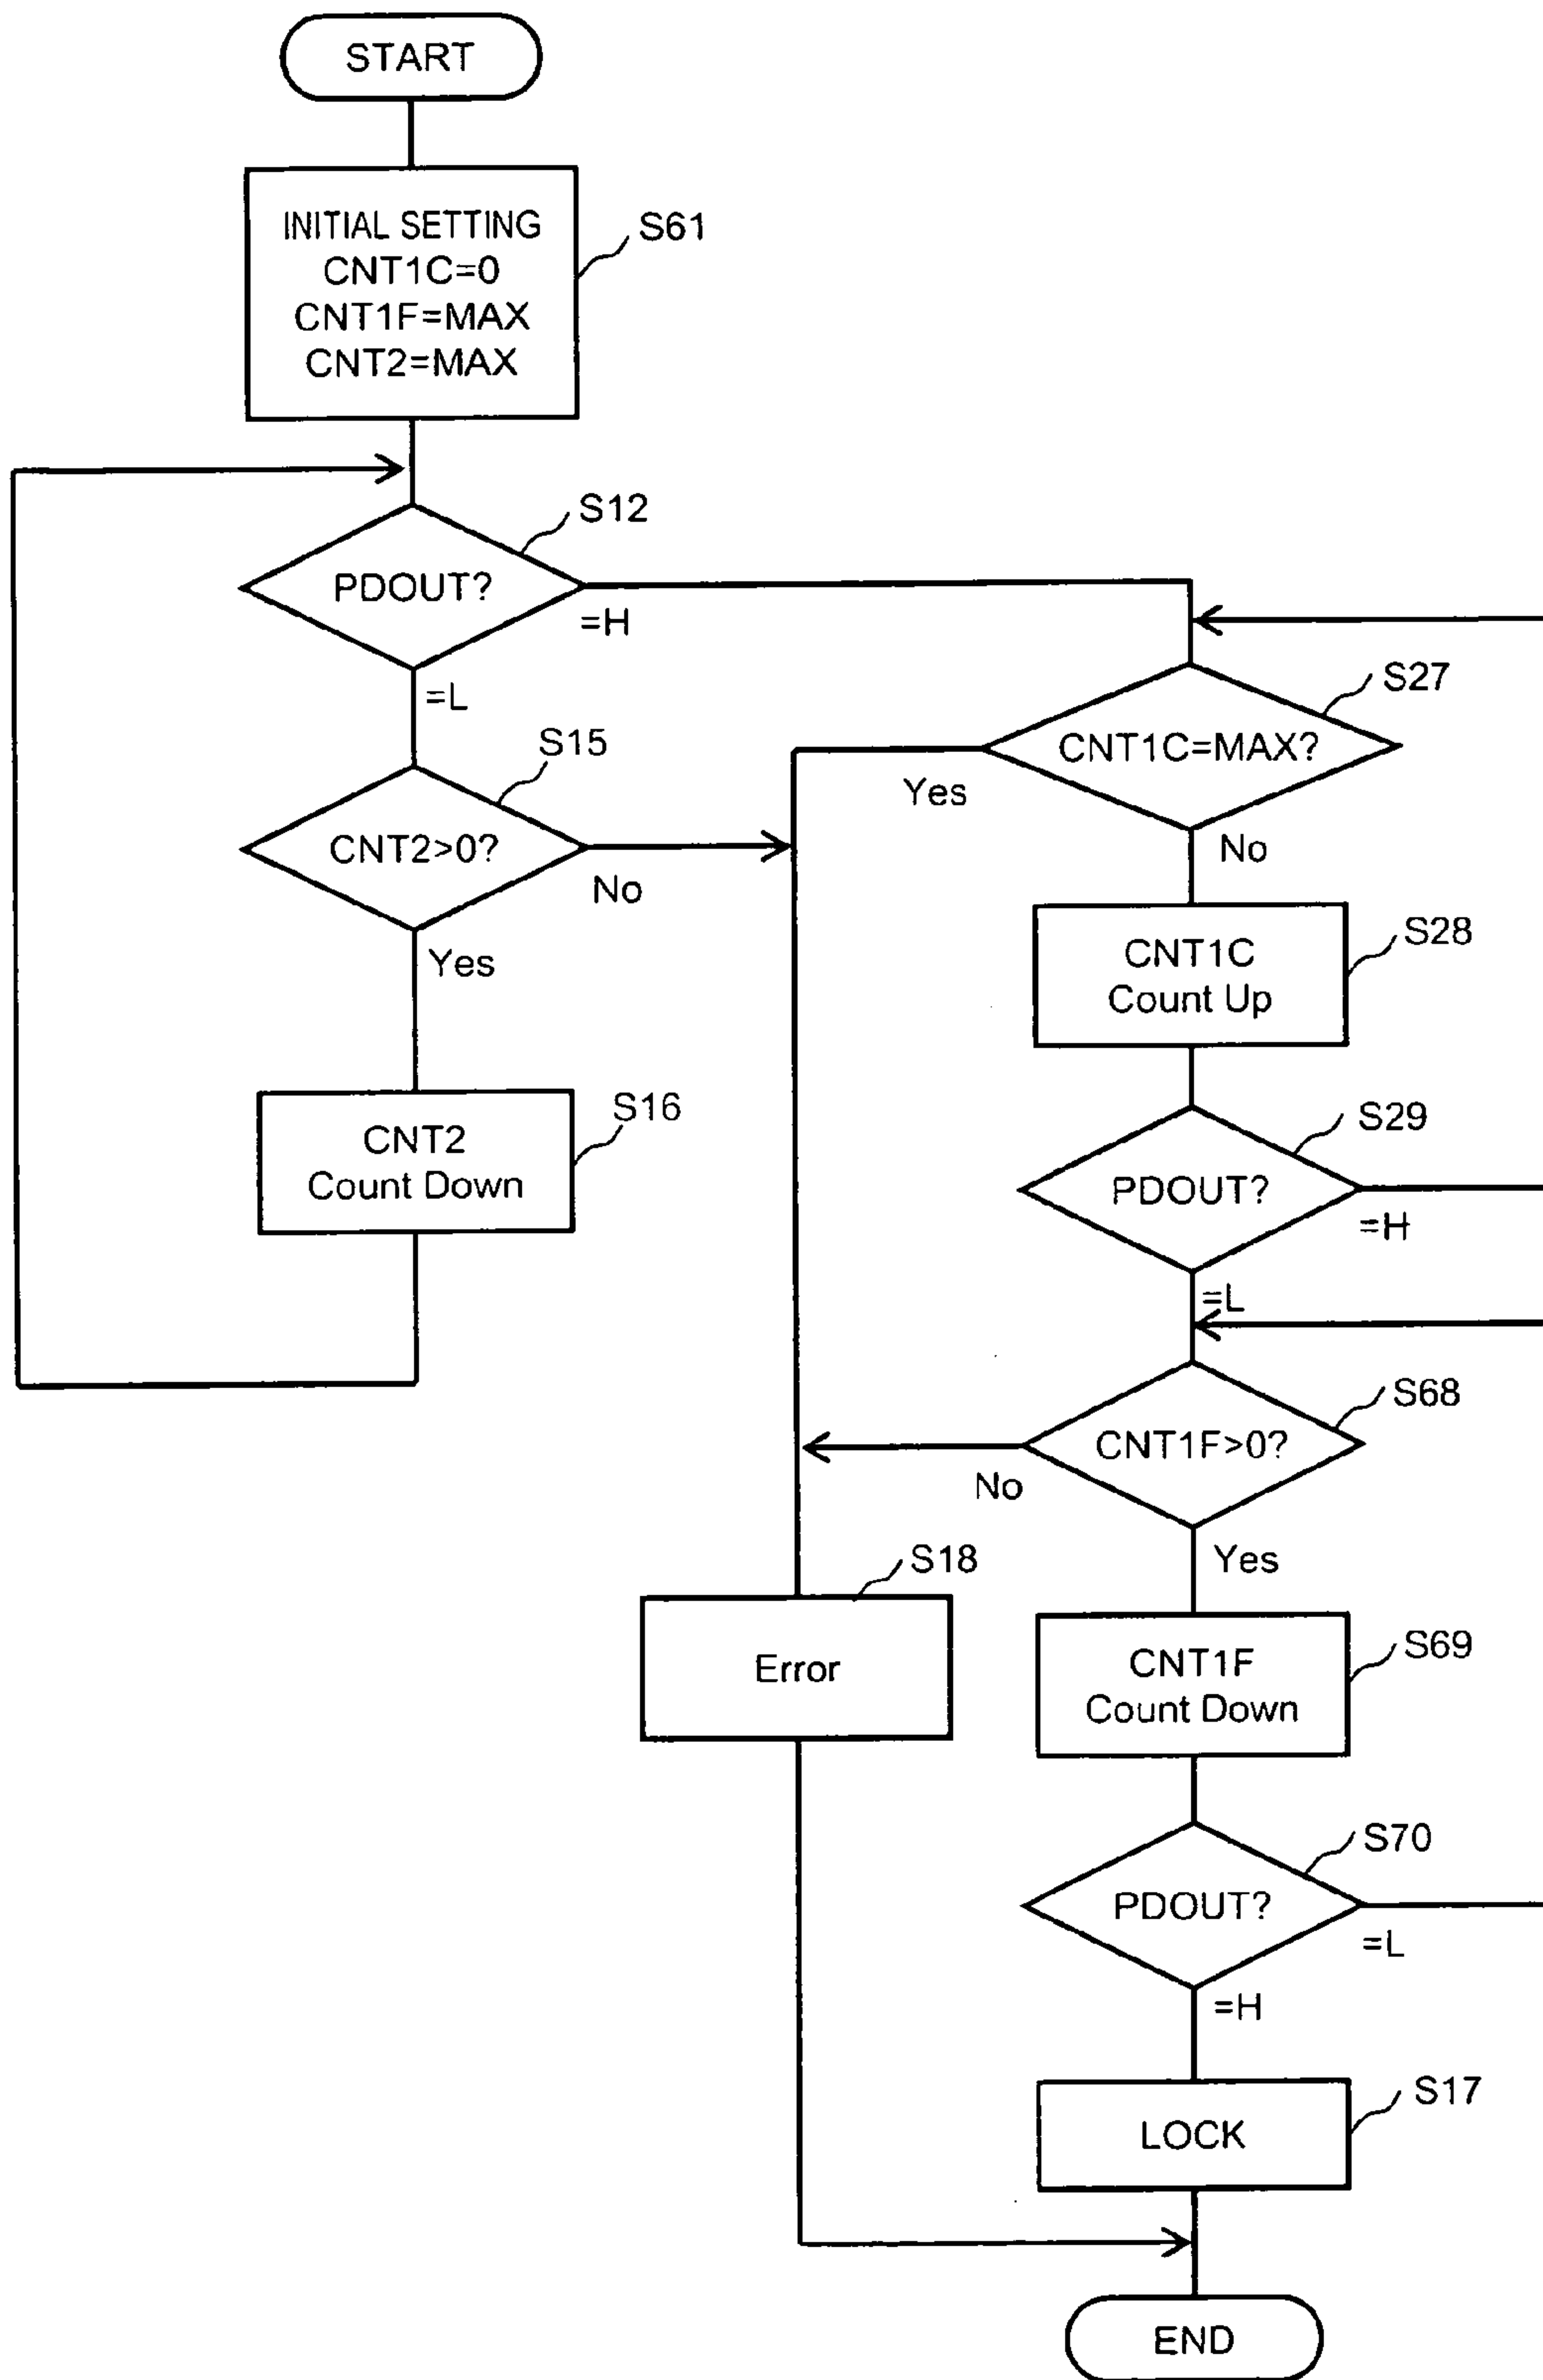 START
INITIAL SETTING
CNT1C=0
CNT1F=MAX
CNT2=MAX
S61
S12
PDOUT?
=H
=L
S27
CNT1C=MAX?
Yes
No
S15
CNT2>0?
No
Yes
S28
CNT1C
Count Up
S16
CNT2
Count Down
S29
PDOUT?
=H
=L
S68
CNT1F>0?
No
Yes
S18
Error
S69
CNT1F
Count Down
S70
PDOUT?
=L
=H
S17
LOCK
END